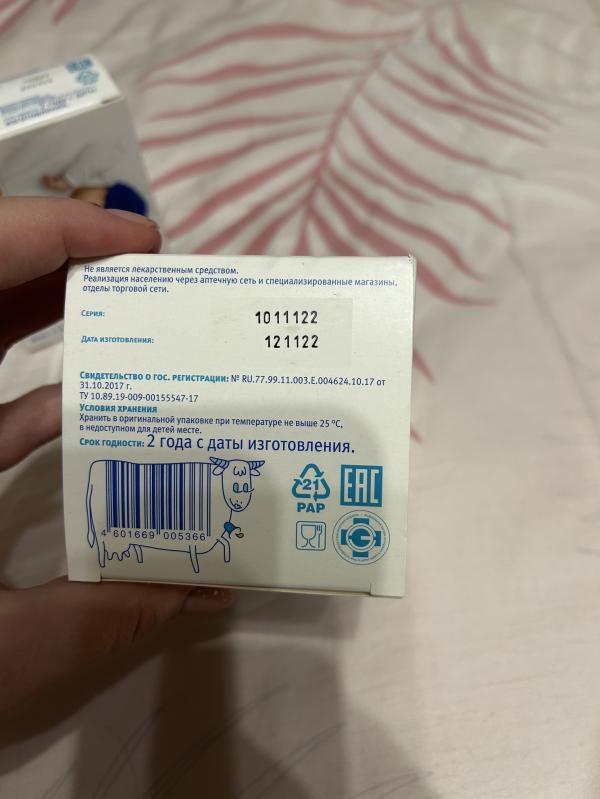 Не является лекарственным средством.
Реализация населению через аптечную сеть и специализированные магазины,
отделы торговой сети.
Серия: 1011122
Дата изготовления: 121122
Свидетельство о гос. регистрации: № RU.77.99.11.003.Е.004624.10.17 от
31.10.2017 г.
ТУ 10.89.19-009-00155547-17
Условия хранения
Хранить в оригинальной упаковке при температуре не выше 25 °С,
в недоступном для детей месте.
Срок годности: 2 года с даты изготовления.
4 601669 005366
21
PAP
EAC